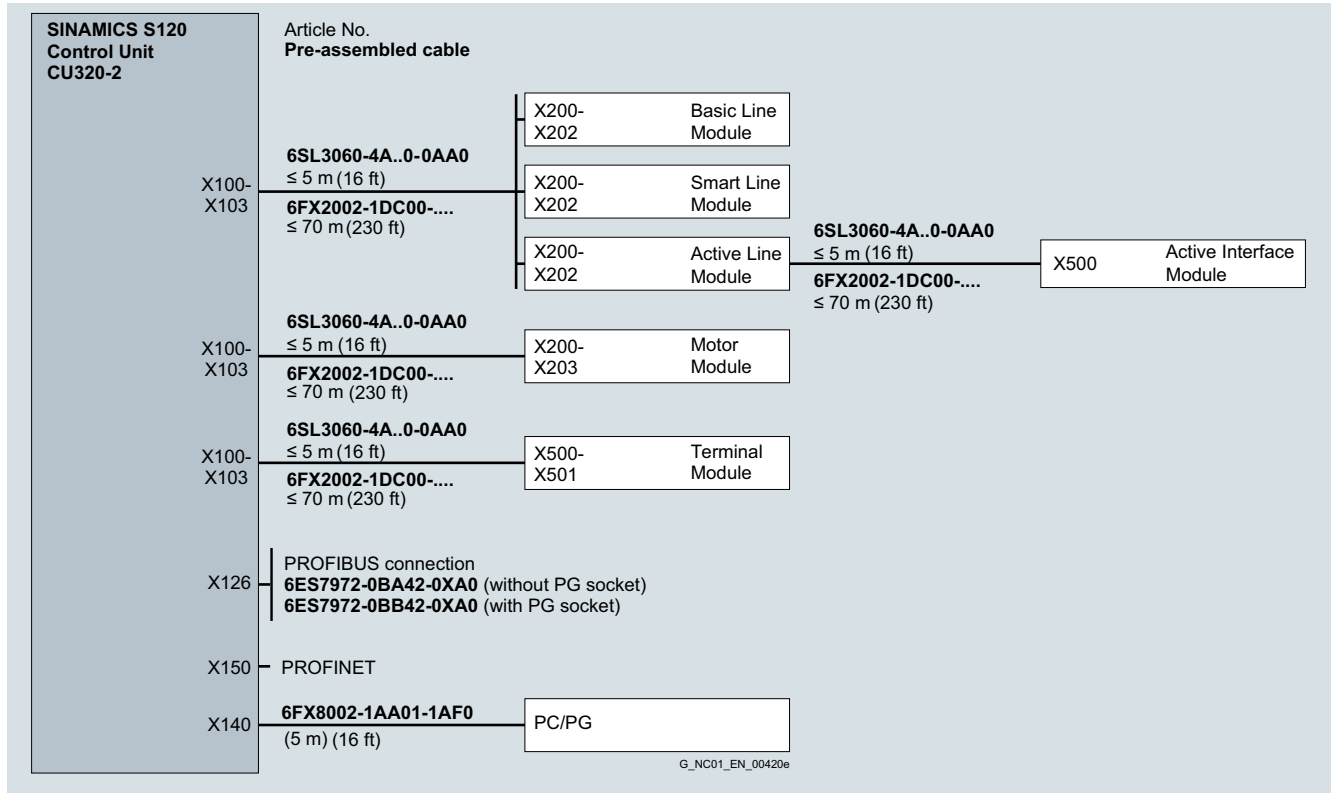 SINAMICS S120
Control Unit
CU320-2
Article No.
Pre-assembled cable
X100-
X103
6SL3060-4A..0-0AA0
≤ 5 m (16 ft)
6FX2002-1DC00-....
≤ 70 m (230 ft)
X200-
X202
Basic Line
Module
X200-
X202
Smart Line
Module
X200-
X202
Active Line
Module
6SL3060-4A..0-0AA0
≤ 5 m (16 ft)
6FX2002-1DC00-....
≤ 70 m (230 ft)
X500
Active Interface
Module
X100-
X103
6SL3060-4A..0-0AA0
≤ 5 m (16 ft)
6FX2002-1DC00-....
≤ 70 m (230 ft)
X200-
X203
Motor
Module
X100-
X103
6SL3060-4A..0-0AA0
≤ 5 m (16 ft)
6FX2002-1DC00-....
≤ 70 m (230 ft)
X500-
X501
Terminal
Module
X126
PROFIBUS connection
6ES7972-0BA42-0XA0 (without PG socket)
6ES7972-0BB42-0XA0 (with PG socket)
X150
PROFINET
X140
6FX8002-1AA01-1AF0
(5 m) (16 ft)
PC/PG
G_NC01_EN_00420e